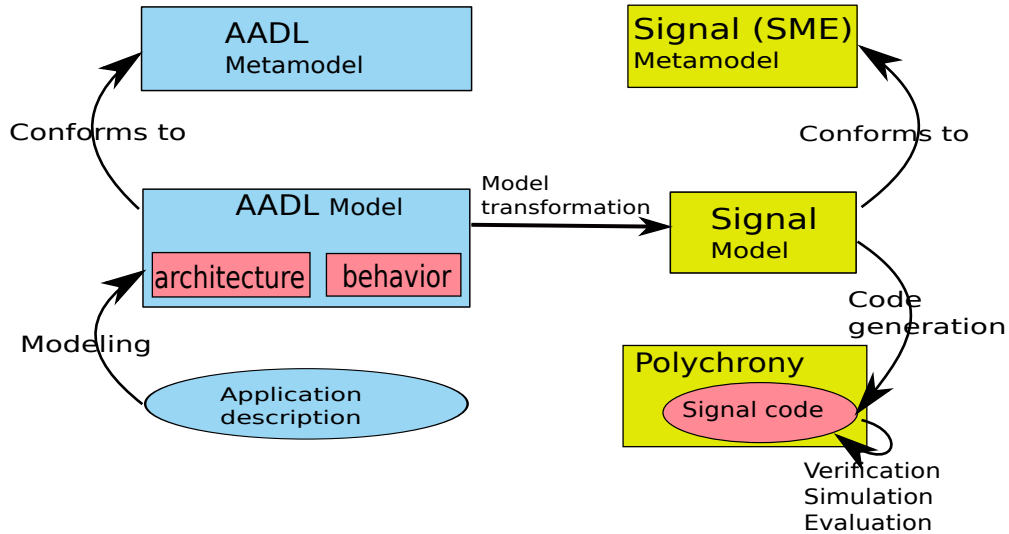 AADL
Metamodel
Signal (SME)
Metamodel
Conforms to
Conforms to
AADL Model
architecture
behavior
Model
transformation
Signal
Model
Modeling
Code
generation
Application
description
Polychrony
Signal code
Verification
Simulation
Evaluation